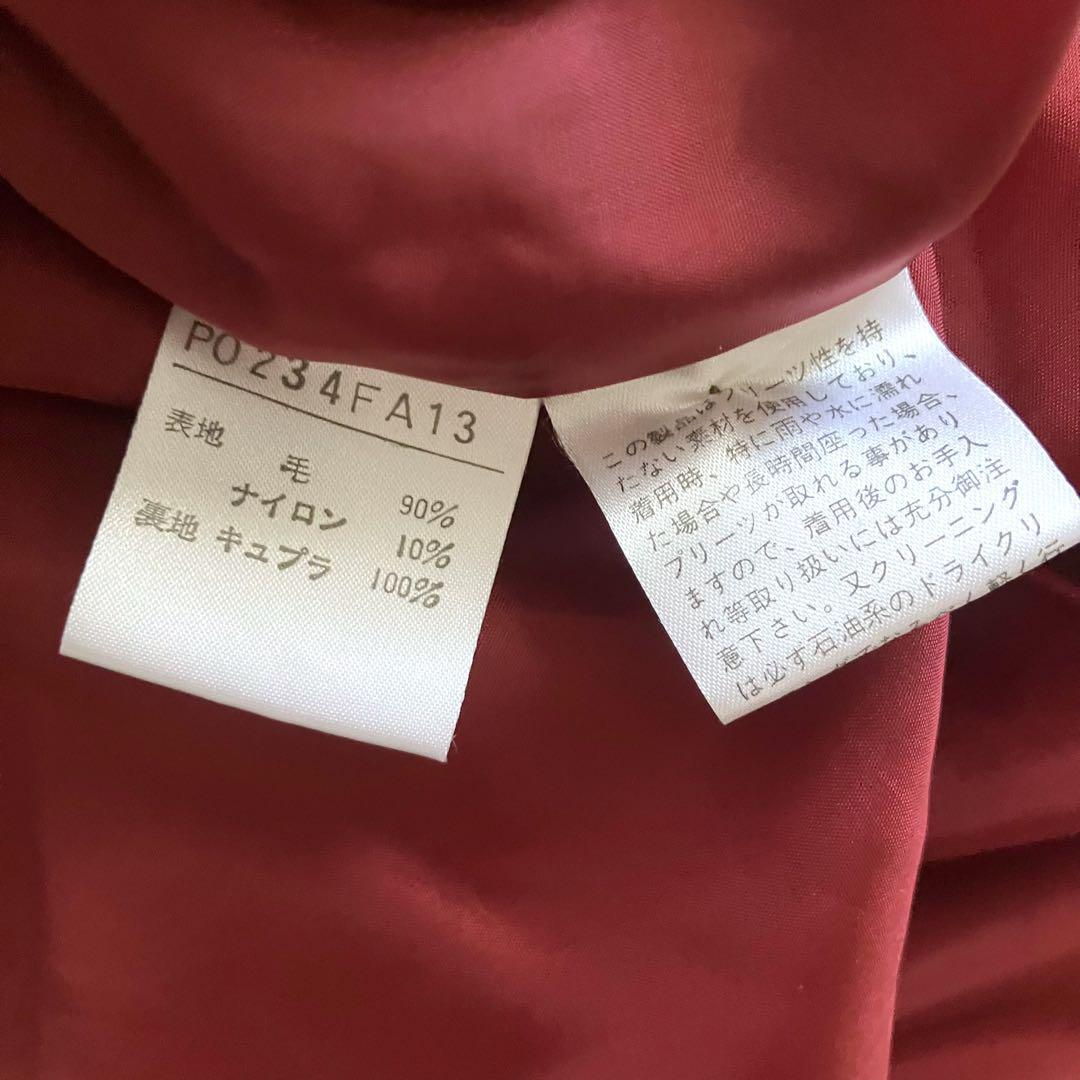 PO234FA13
表地
毛 90%
ナイロン 10%
裏地 キュプラ 100%
この製品はプリーツ性を持
たない素材を使用しており、
着用時、特に雨や水に濡れ
た場合や長時間座った場合、
プリーツが取れる事があり
ますので、着用後のお手入
れ等取り扱いには充分御注
意下さい。又クリーニング
は必ず石油系のドライクリ